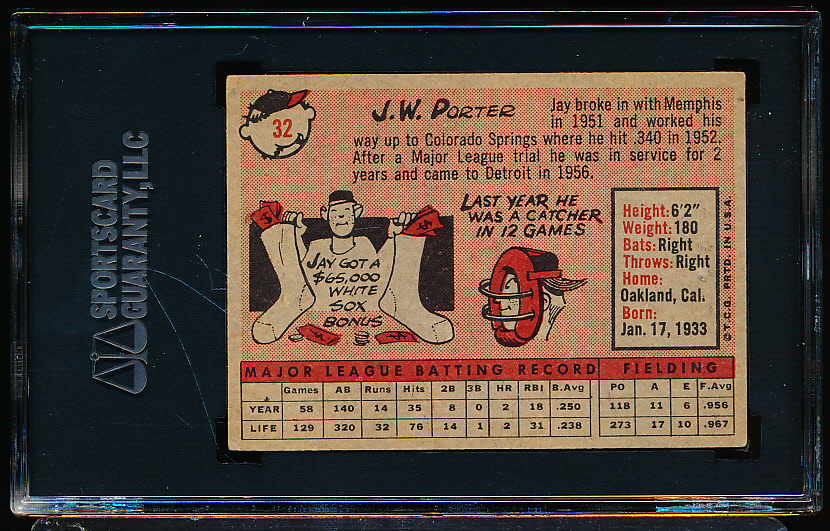 SPORTSCARD
GUARANTY, LLC
32
J.W. PORTER
Jay broke in with Memphis
in 1951 and worked his
way up to Colorado Springs where he hit .340 in 1952.
After a Major League trial he was in service for 2
years and came to Detroit in 1956.
JAY GOT A
$65,000
WHITE
SOX
BONUS
LAST YEAR HE
WAS A CATCHER
IN 12 GAMES
Height: 6'2"
Weight: 180
Bats: Right
Throws: Right
Home:
Oakland, Cal.
Born:
Jan. 17, 1933
© T.C.G. PRTD. IN U.S.A.
MAJOR LEAGUE BATTING RECORD FIELDING
Games AB Runs Hits 2B 3B HR RBI B.Avg PO A E F.Avg
YEAR 58 140 14 35 8 0 2 18 .250 118 11 6 .956
LIFE 129 320 32 76 14 1 2 31 .238 273 17 10 .967